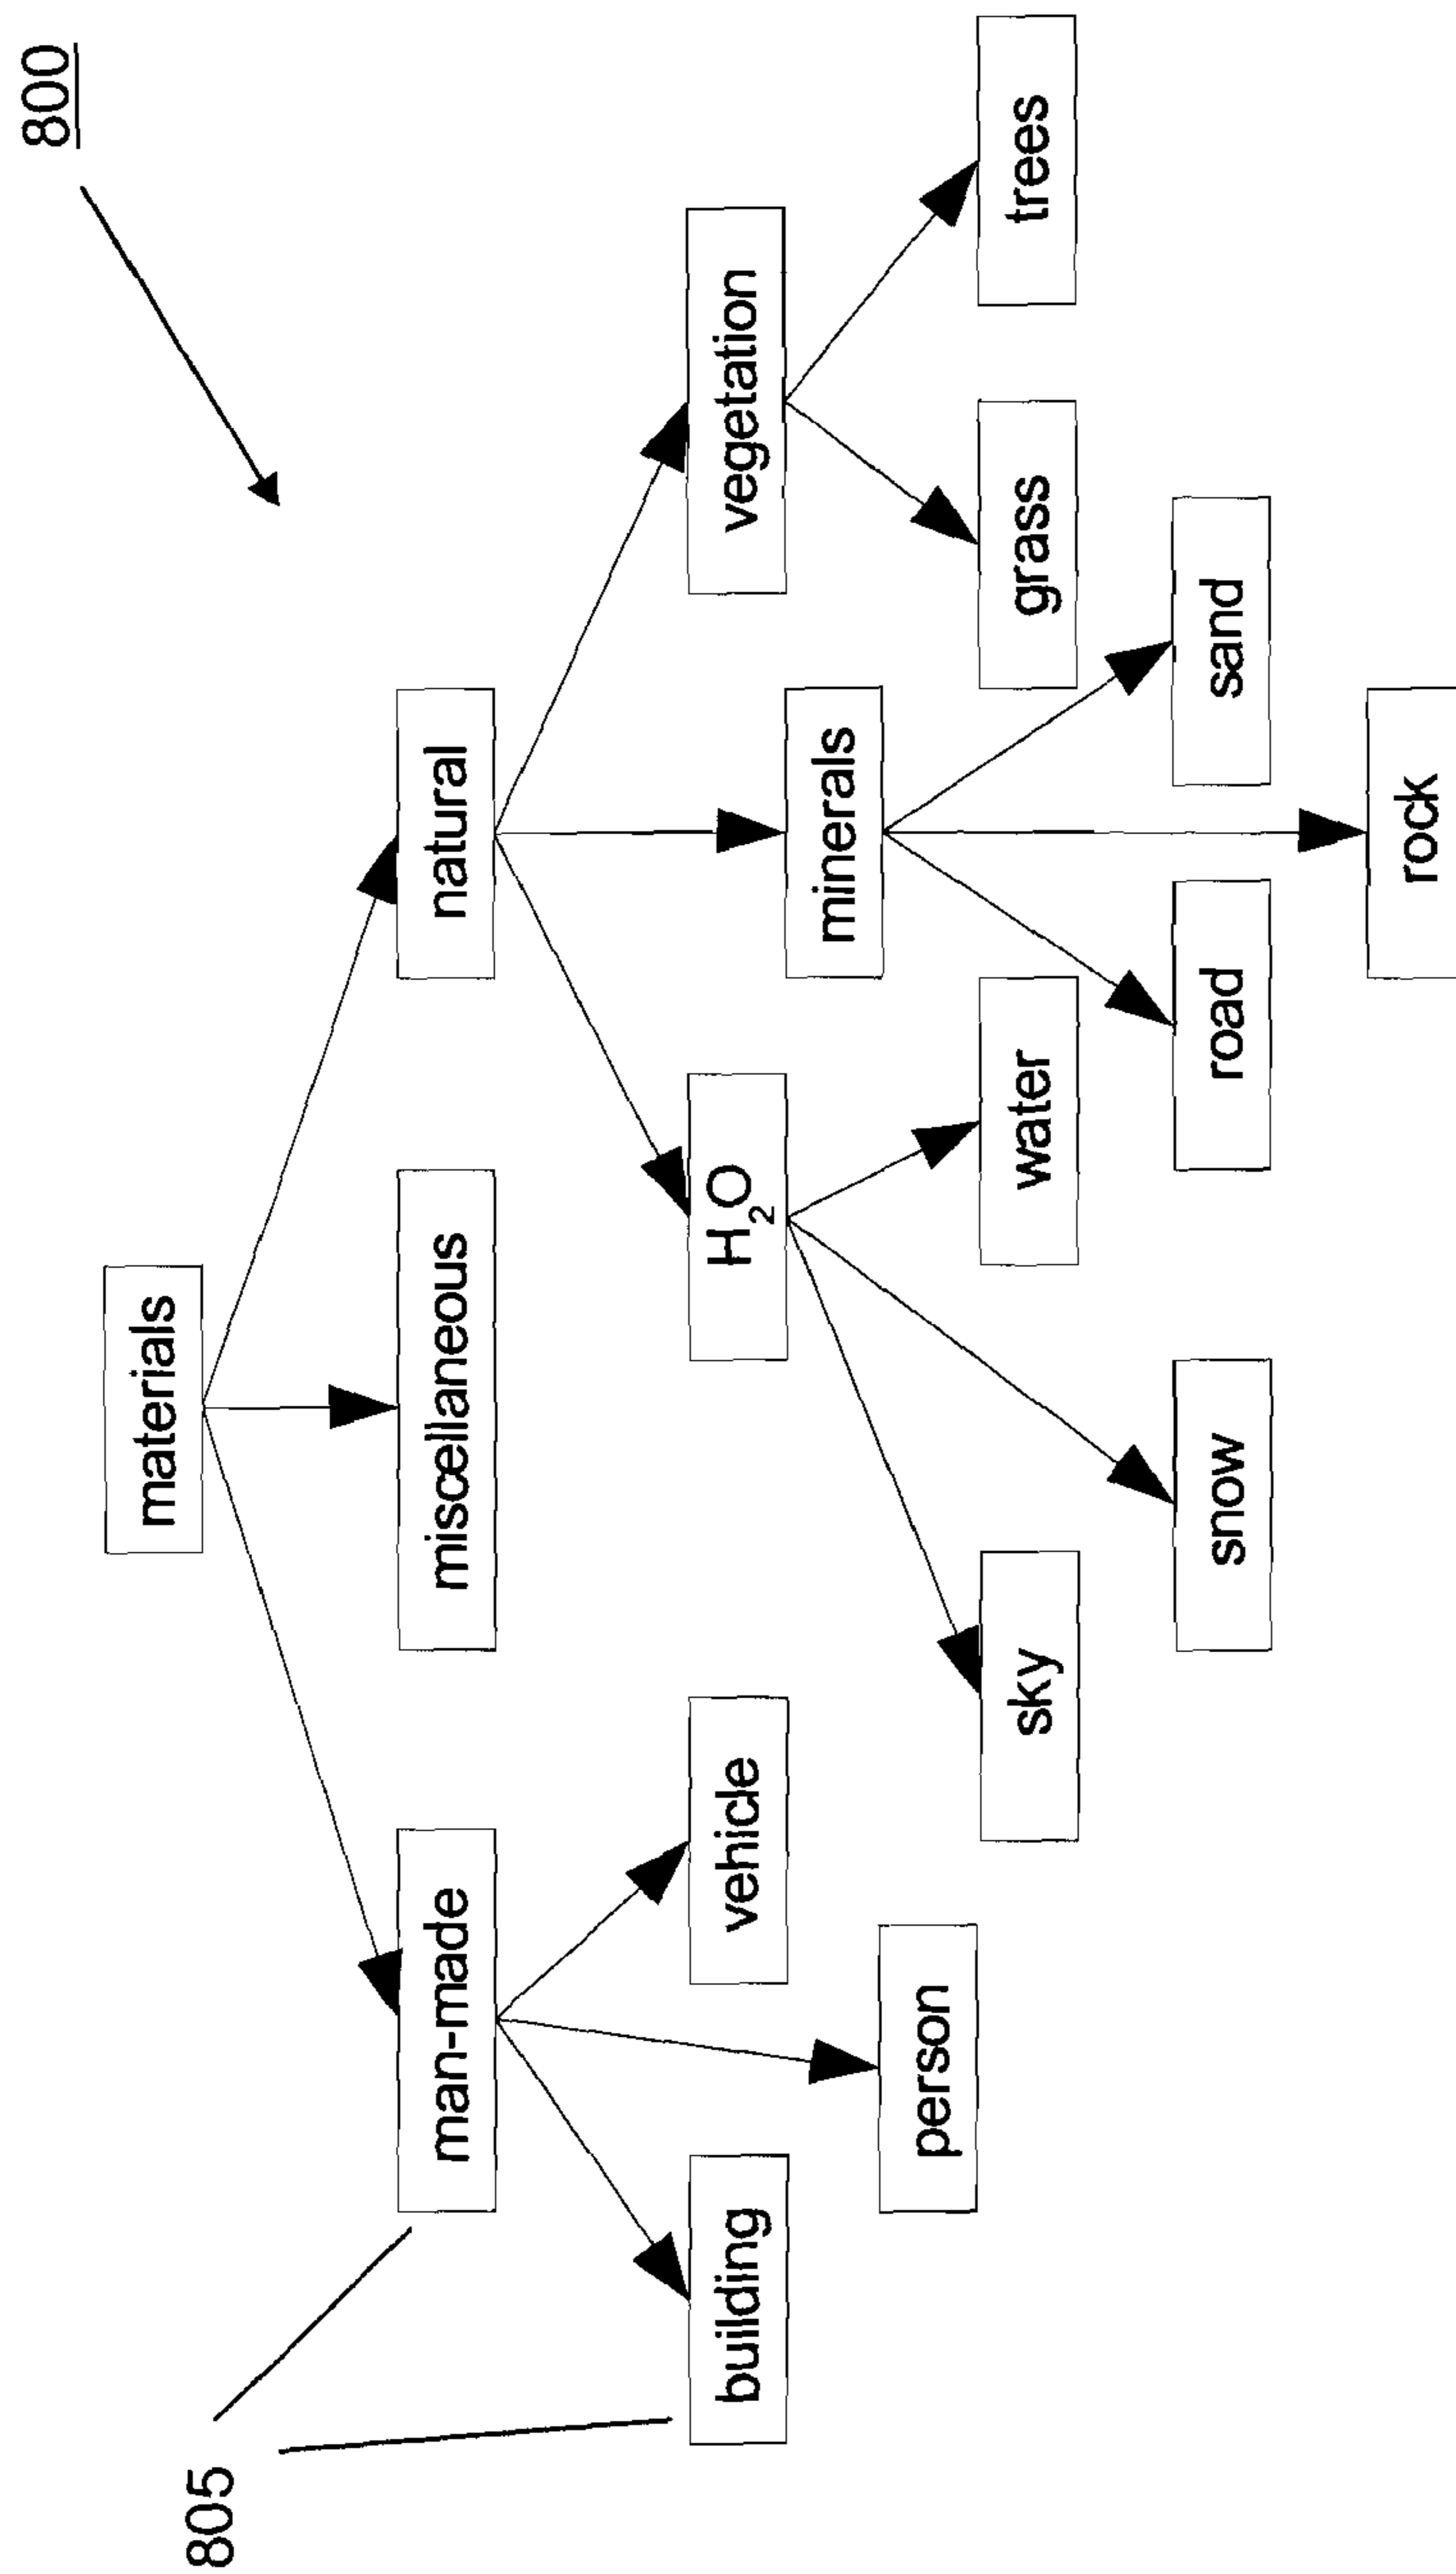 800
materials
805
man-made
miscellaneous
natural
building
vehicle
H₂O
vegetation
minerals
person
sky
water
grass
trees
snow
road
sand
rock